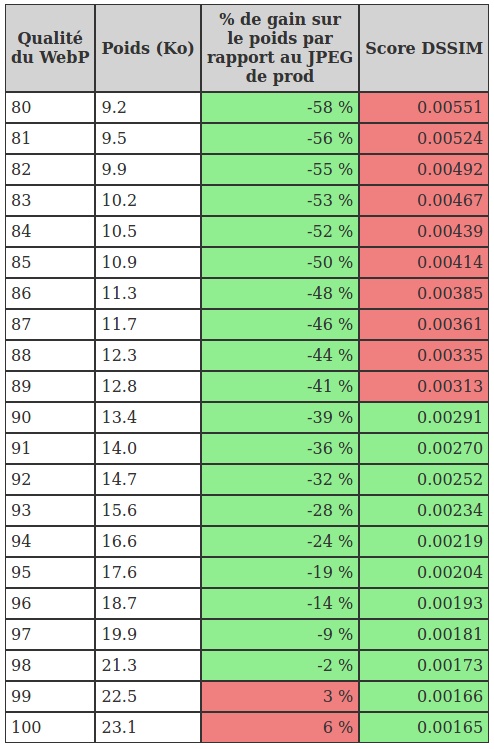 Qualité du WebP Poids (Ko) % de gain sur le poids par rapport au JPEG de prod Score DSSIM
80 9.2 -58 % 0.00551
81 9.5 -56 % 0.00524
82 9.9 -55 % 0.00492
83 10.2 -53 % 0.00467
84 10.5 -52 % 0.00439
85 10.9 -50 % 0.00414
86 11.3 -48 % 0.00385
87 11.7 -46 % 0.00361
88 12.3 -44 % 0.00335
89 12.8 -41 % 0.00313
90 13.4 -39 % 0.00291
91 14.0 -36 % 0.00270
92 14.7 -32 % 0.00252
93 15.6 -28 % 0.00234
94 16.6 -24 % 0.00219
95 17.6 -19 % 0.00204
96 18.7 -14 % 0.00193
97 19.9 -9 % 0.00181
98 21.3 -2 % 0.00173
99 22.5 3 % 0.00166
100 23.1 6 % 0.00165